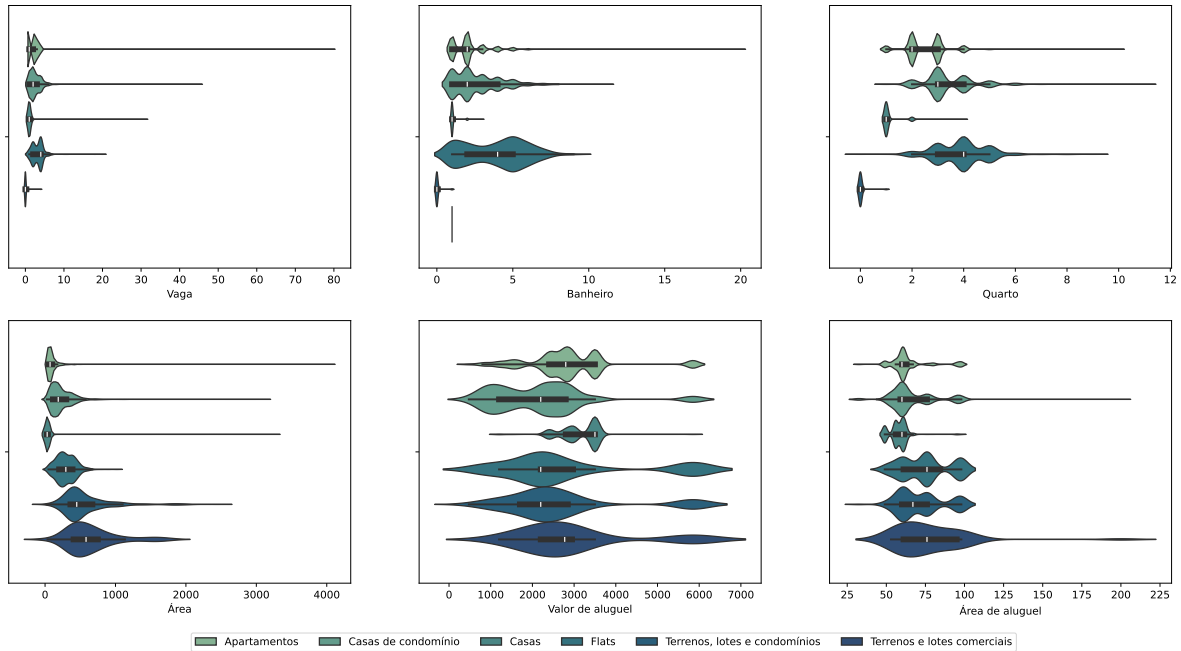 0 10 20 30 40 50 60 70 80
Vaga
0 5 10 15 20
Banheiro
0 2 4 6 8 10 12
Quarto
0 1000 2000 3000 4000
Área
0 1000 2000 3000 4000 5000 6000 7000
Valor de aluguel
25 50 75 100 125 150 175 200 225
Área de aluguel
Apartamentos Casas de condomínio Casas Flats Terrenos, lotes e condomínios Terrenos e lotes comerciais